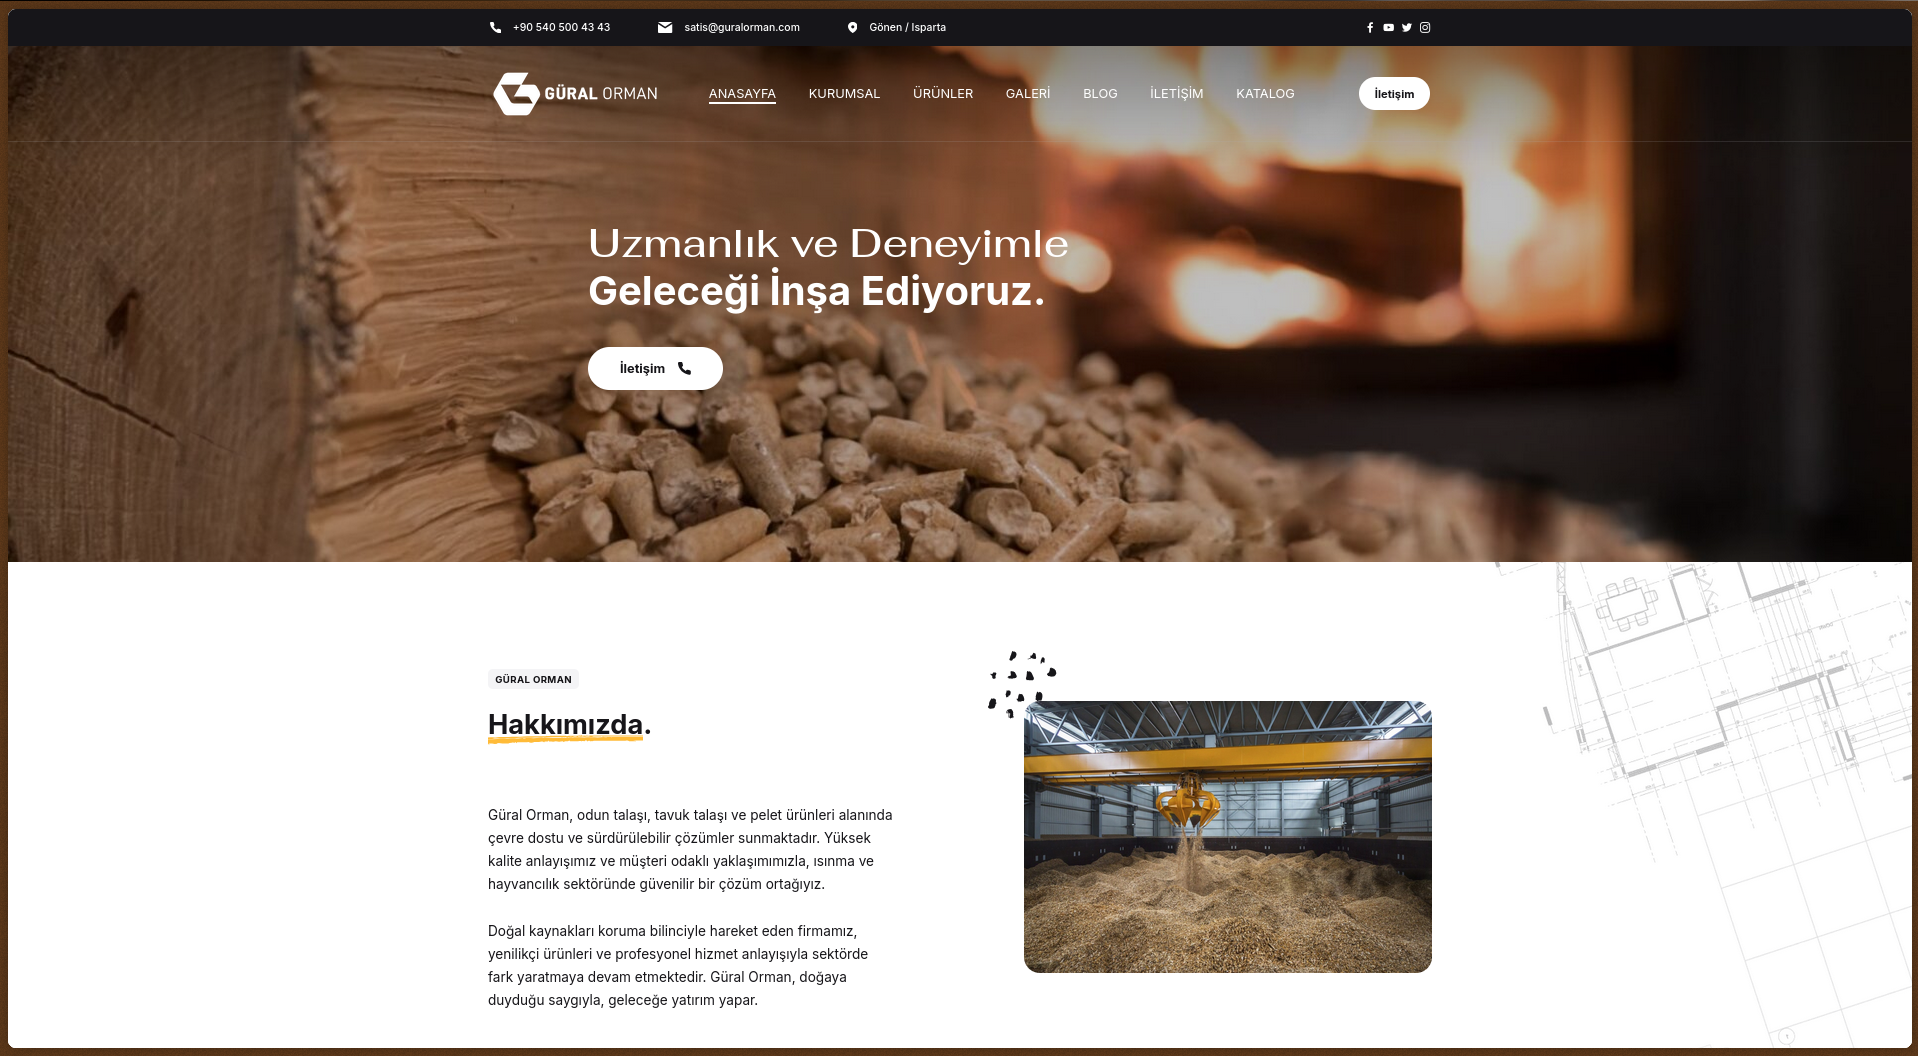 +90 540 500 43 43
satis@guralorman.com
Gönen / Isparta
GÜRAL ORMAN
ANASAYFA
KURUMSAL
ÜRÜNLER
GALERİ
BLOG
İLETİŞİM
KATALOG
İletişim
Uzmanlık ve Deneyimle
Geleceği İnşa Ediyoruz.
İletişim
GÜRAL ORMAN
Hakkımızda.
Güral Orman, odun talaşı, tavuk talaşı ve pelet ürünleri alanında
çevre dostu ve sürdürülebilir çözümler sunmaktadır. Yüksek
kalite anlayışımız ve müşteri odaklı yaklaşımımızla, ısınma ve
hayvancılık sektöründe güvenilir bir çözüm ortağıyız.
Doğal kaynakları koruma bilinciyle hareket eden firmamız,
yenilikçi ürünleri ve profesyonel hizmet anlayışıyla sektörde
fark yaratmaya devam etmektedir. Güral Orman, doğaya
duyduğu saygıyla, geleceğe yatırım yapar.